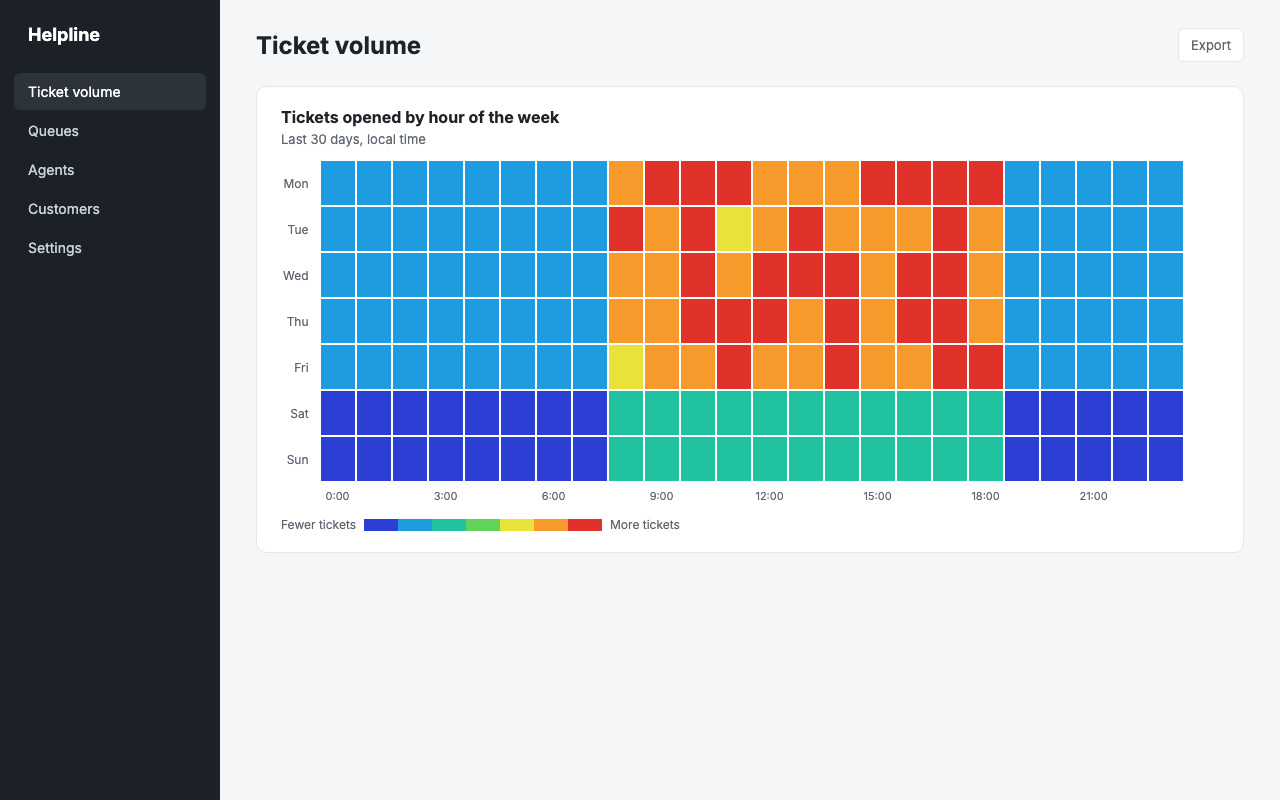 Helpline
Ticket volume
Queues
Agents
Customers
Settings
Ticket volume
Export
Tickets opened by hour of the week
Last 30 days, local time
Mon
Tue
Wed
Thu
Fri
Sat
Sun
0:00 3:00 6:00 9:00 12:00 15:00 18:00 21:00
Fewer tickets More tickets